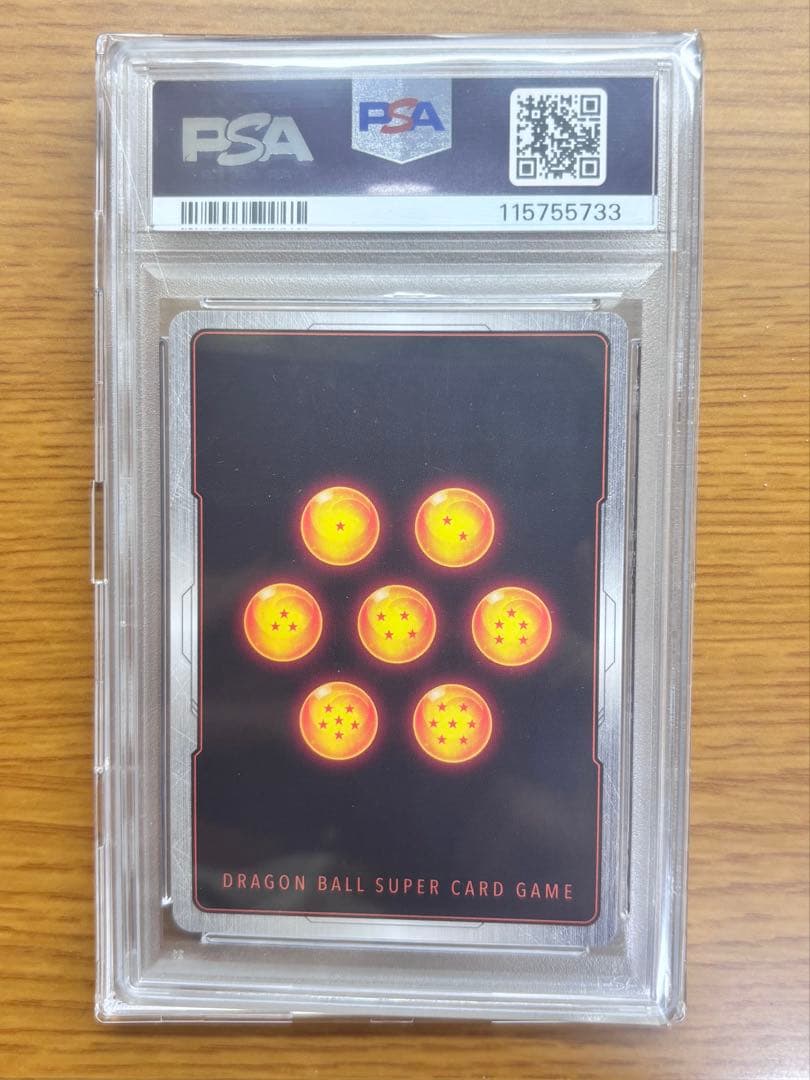 PSA
PSA
115755733
DRAGON BALL SUPER CARD GAME